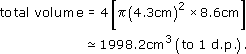 total volume = 4[π(4.3cm)² × 8.6cm]
≃ 1998.2cm³ (to 1 d.p.).